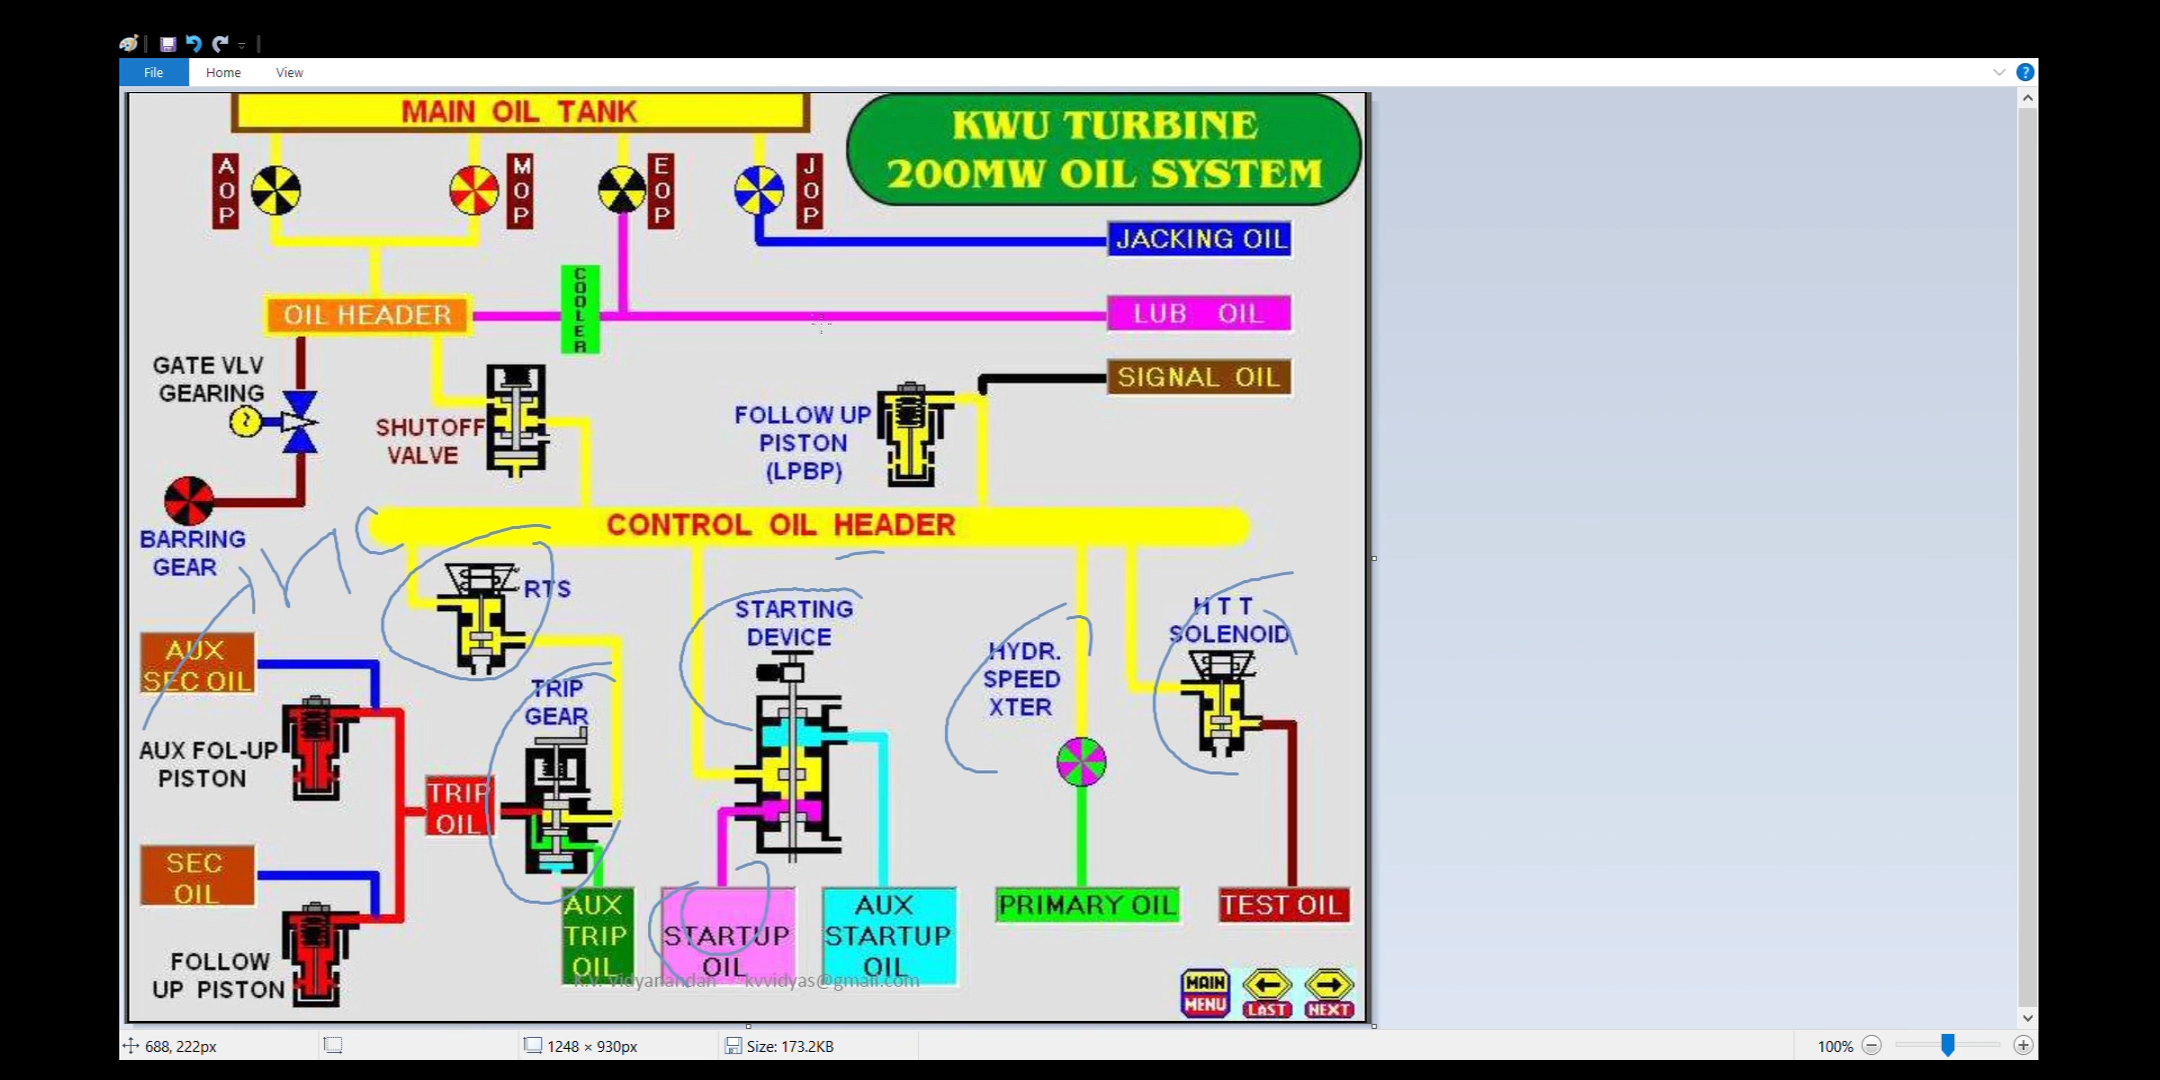 File Home View
MAIN OIL TANK
KWU TURBINE
200MW OIL SYSTEM
AOP
MOP
EOP
JOP
JACKING OIL
COOLER
OIL HEADER
LUB OIL
GATE VLV
GEARING
SIGNAL OIL
SHUTOFF
VALVE
FOLLOW UP
PISTON
(LPBP)
CONTROL OIL HEADER
BARRING
GEAR
RTS
STARTING
DEVICE
HTT
SOLENOID
HYDR.
SPEED
XTER
AUX
SEC OIL
TRIP
GEAR
AUX FOL-UP
PISTON
TRIP
OIL
SEC
OIL
AUX
TRIP
OIL
STARTUP
OIL
AUX
STARTUP
OIL
PRIMARY OIL
TEST OIL
FOLLOW
UP PISTON
K.V. Vidyanandan kvvidyas@gmail.com
MAIN
MENU
LAST
NEXT
688, 222px
1248 × 930px
Size: 173.2KB
100%